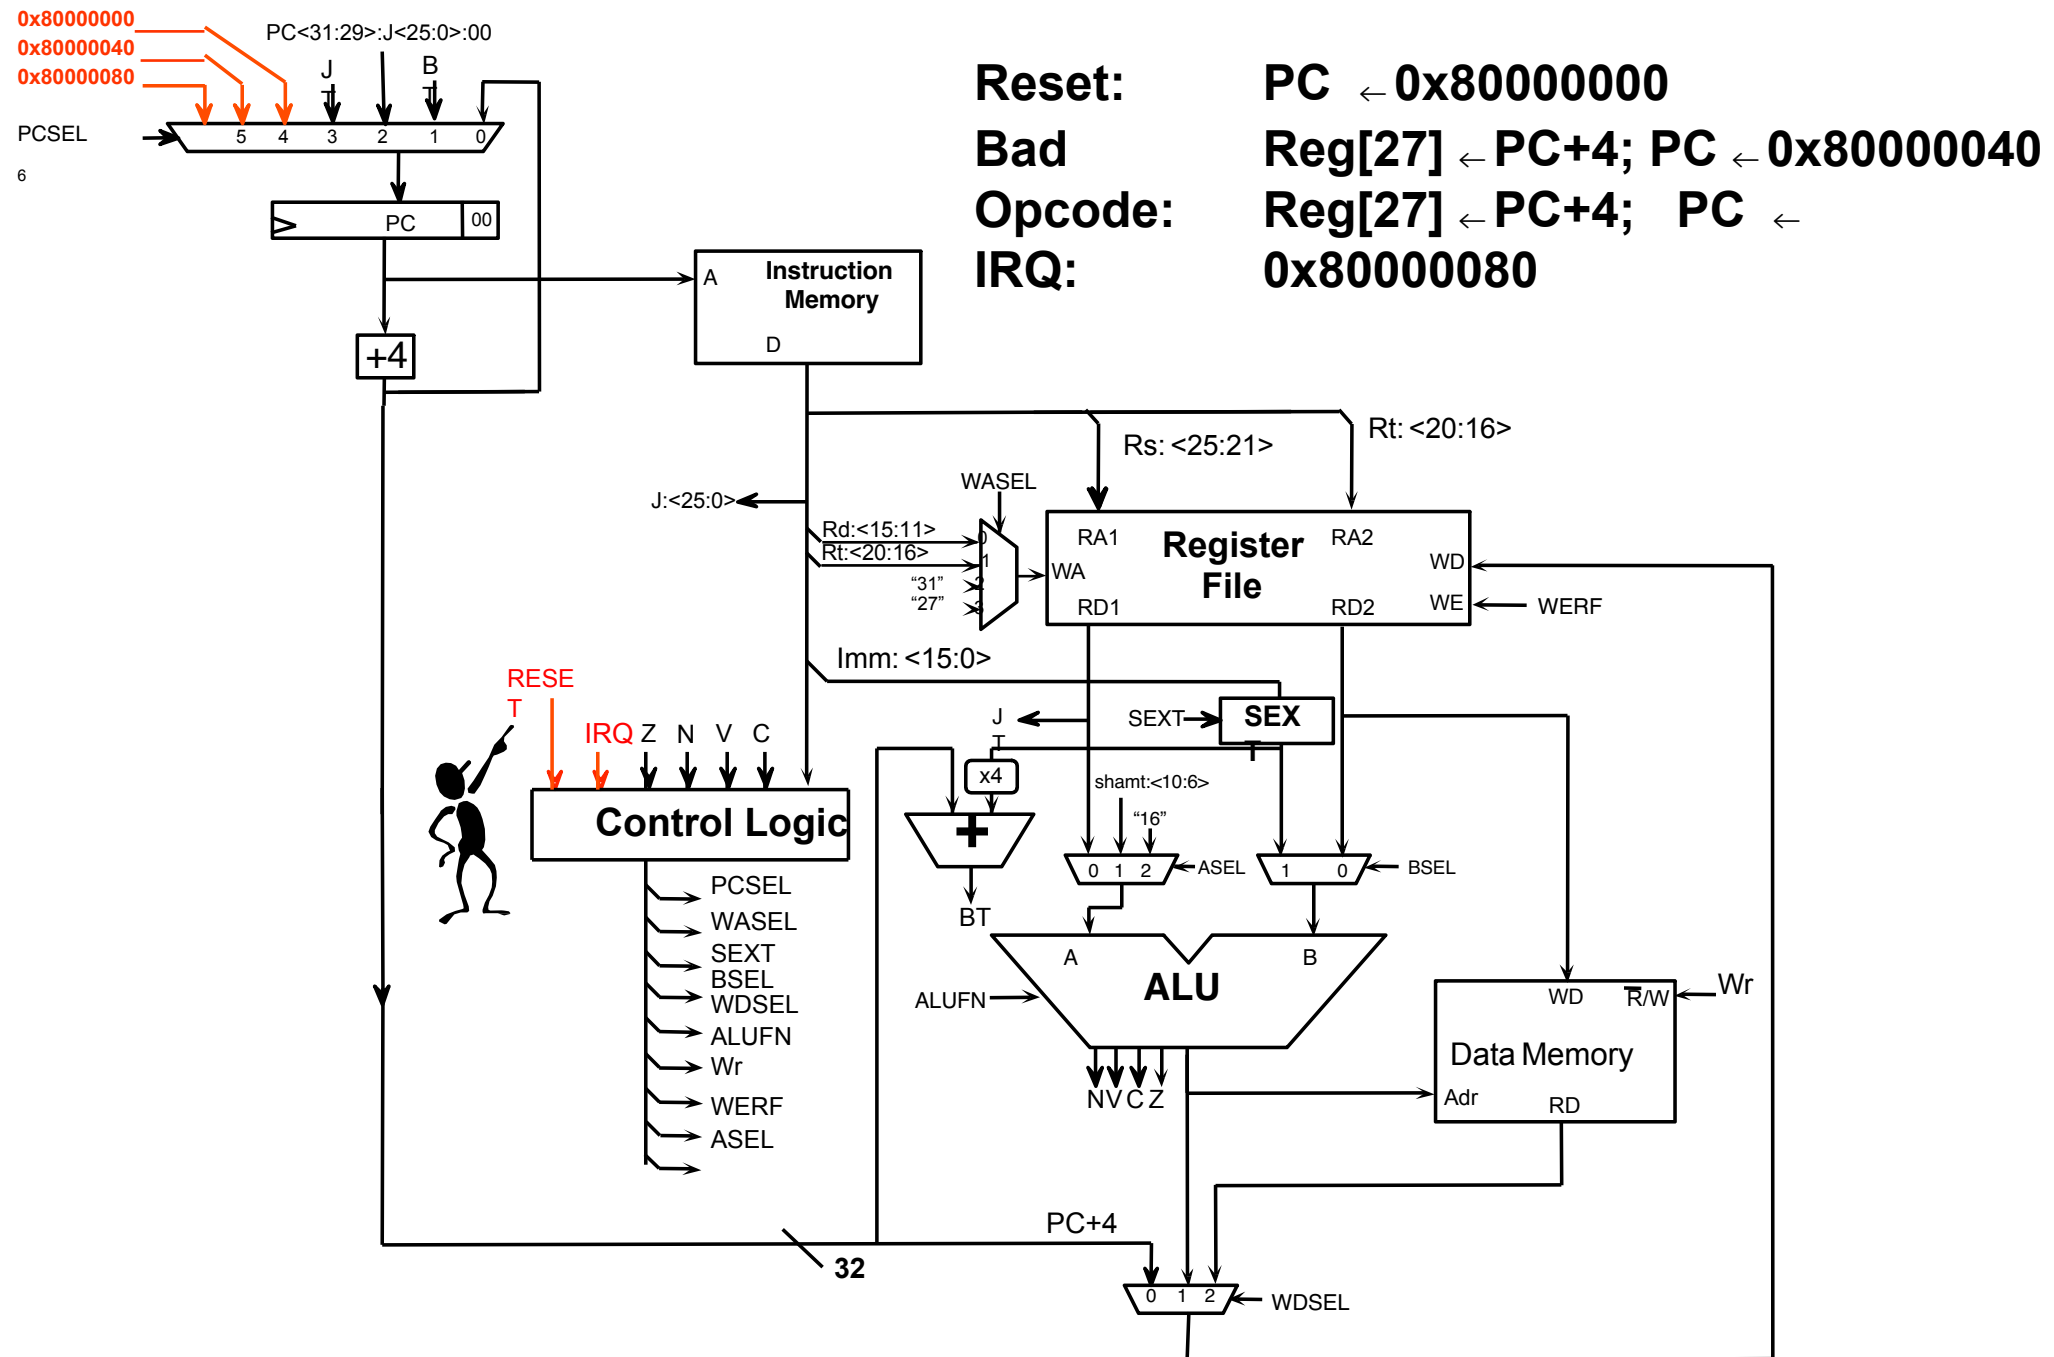 0x80000000
0x80000040
0x80000080
PC<31:29>:J<25:0>:00
J
T
B
T
PCSEL
6
5 4 3 2 1 0
PC 00
+4
Reset: PC ←0x80000000
Bad Reg[27] ←PC+4; PC ←0x80000040
Opcode: Reg[27] ←PC+4; PC ←
IRQ: 0x80000080
A
Instruction
Memory
D
Rs: <25:21>
Rt: <20:16>
J:<25:0>
WASEL
Rd:<15:11>
Rt:<20:16>
"31"
"27"
0
1
2
3
RA1
Register
File
RA2
WA
WD
RD1
RD2
WE
WERF
Imm: <15:0>
RESE
T
IRQ Z N V C
J
T
SEXT
SEX
T
x4
shamt:<10:6>
"16"
Control Logic
+
0 1 2
ASEL
1 0
BSEL
BT
PCSEL
WASEL
SEXT
BSEL
WDSEL
ALUFN
Wr
WERF
ASEL
A
B
ALU
ALUFN
N V C Z
WD
R/W
Wr
Data Memory
Adr
RD
PC+4
32
0 1 2
WDSEL